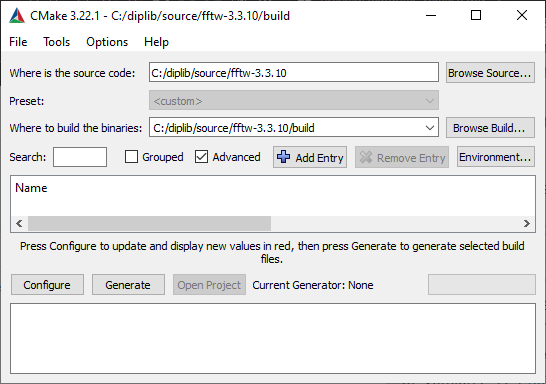 CMake 3.22.1 - C:/diplib/source/fftw-3.3.10/build
File Tools Options Help
Where is the source code: C:/diplib/source/fftw-3.3.10 Browse Source...
Preset: <custom>
Where to build the binaries: C:/diplib/source/fftw-3.3.10/build Browse Build...
Search: Grouped Advanced Add Entry Remove Entry Environment...
Name
Press Configure to update and display new values in red, then press Generate to generate selected build
files.
Configure Generate Open Project Current Generator: None